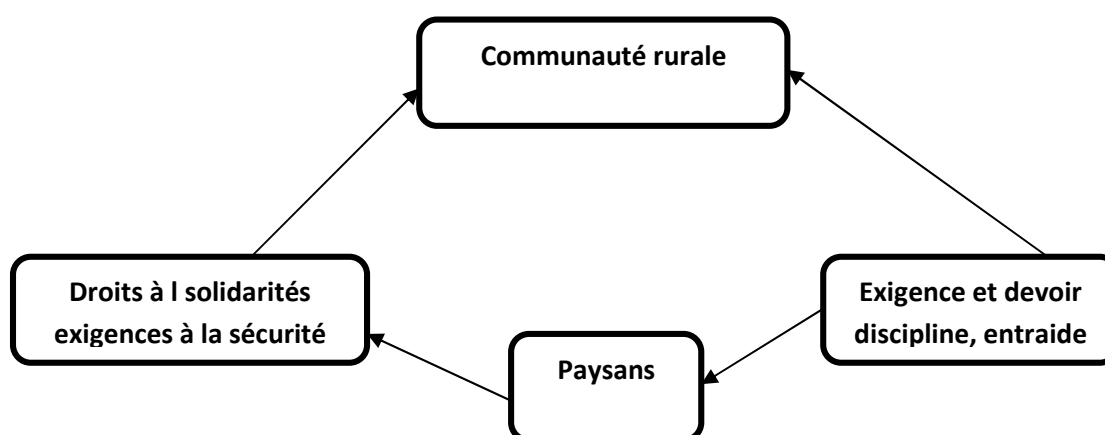 Communauté rurale
Droits à l solidarités
exigences à la sécurité
Exigence et devoir
discipline, entraide
Paysans